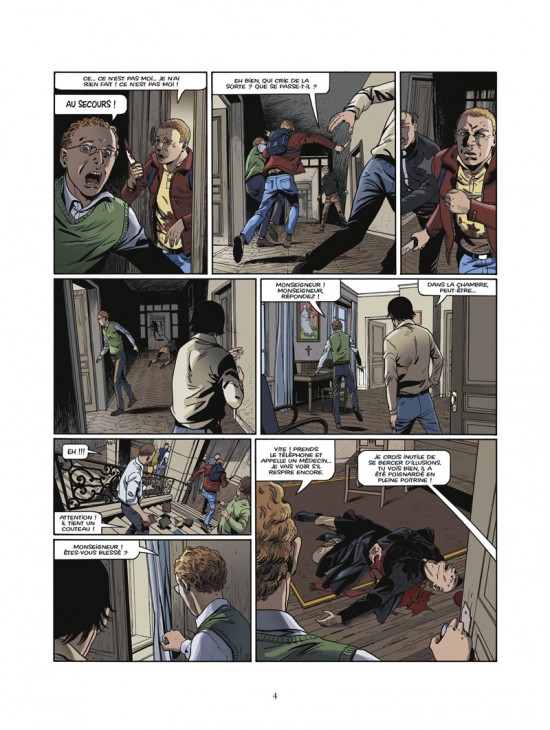 CE... CE N'EST PAS MOI... JE N'AI
RIEN FAIT ! CE N'EST PAS MOI !
AU SECOURS !
EH BIEN, QUI CRIE DE LA
SORTE ? QUE SE PASSE-T-IL ?
MONSEIGNEUR !
MONSEIGNEUR,
RÉPONDEZ !
DANS LA CHAMBRE,
PEUT-ÊTRE...
EH !!!
ATTENTION !
IL TIENT UN
COUTEAU !
MONSEIGNEUR !
ÊTES-VOUS BLESSÉ ?
VITE ! PRENDS
LE TÉLÉPHONE ET
APPELLE UN MÉDECIN...
JE VAIS VOIR S'IL
RESPIRE ENCORE.
JE CROIS INUTILE DE
SE BERCER D'ILLUSIONS.
TU VOIS BIEN, IL A
ÉTÉ POIGNARDÉ EN
PLEINE POITRINE !
4